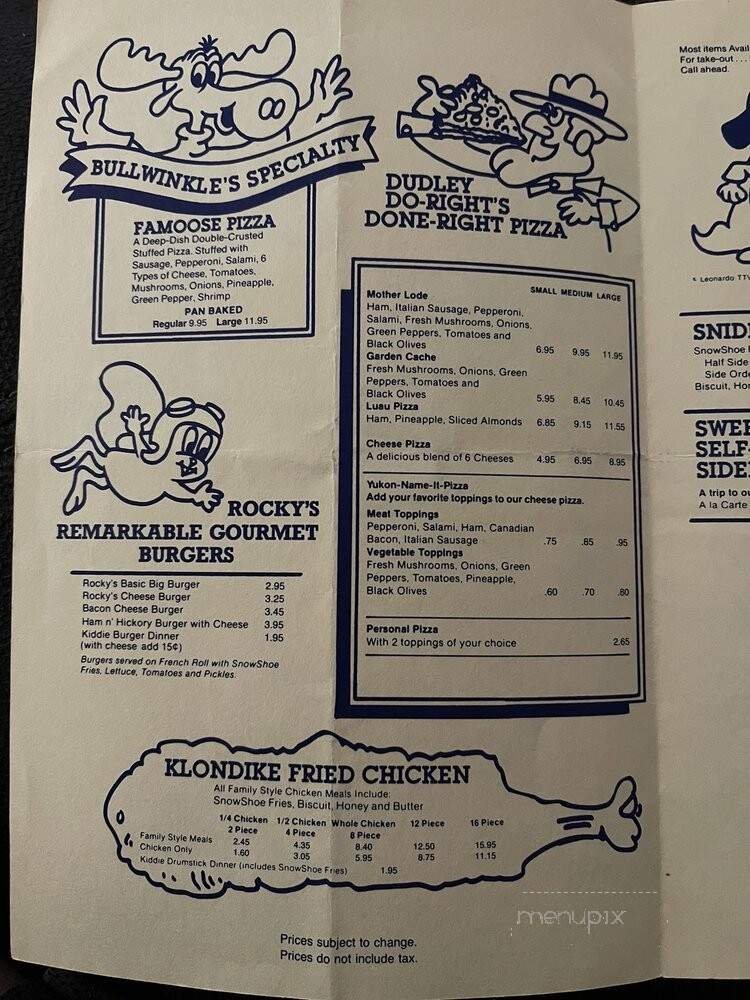 BULLWINKLE'S SPECIALTY
FAMOOSE PIZZA
A Deep-Dish Double-Crusted
Stuffed Pizza. Stuffed with
Sausage, Pepperoni, Salami, 6
Types of Cheese, Tomatoes,
Mushrooms, Onions, Pineapple,
Green Pepper, Shrimp
PAN BAKED
Regular 9.95 Large 11.95
ROCKY'S
REMARKABLE GOURMET
BURGERS
Rocky's Basic Big Burger 2.95
Rocky's Cheese Burger 3.25
Bacon Cheese Burger 3.45
Ham n' Hickory Burger with Cheese 3.95
Kiddie Burger Dinner 1.95
(with cheese add 15¢)
Burgers served on French Roll with SnowShoe
Fries, Lettuce, Tomatoes and Pickles.
DUDLEY
DO-RIGHT'S
DONE-RIGHT PIZZA
SMALL MEDIUM LARGE
Mother Lode
Ham, Italian Sausage, Pepperoni,
Salami, Fresh Mushrooms, Onions,
Green Peppers, Tomatoes and
Black Olives 6.95 9.95 11.95
Garden Cache
Fresh Mushrooms, Onions, Green
Peppers, Tomatoes and
Black Olives 5.95 8.45 10.45
Luau Pizza
Ham, Pineapple, Sliced Almonds 6.85 9.15 11.55
Cheese Pizza
A delicious blend of 6 Cheeses 4.95 6.95 8.95
Yukon-Name-It-Pizza
Add your favorite toppings to our cheese pizza.
Meat Toppings
Pepperoni, Salami, Ham, Canadian
Bacon, Italian Sausage .75 .85 .95
Vegetable Toppings
Fresh Mushrooms, Onions, Green
Peppers, Tomatoes, Pineapple,
Black Olives .60 .70 .80
Personal Pizza
With 2 toppings of your choice 2.65
KLONDIKE FRIED CHICKEN
All Family Style Chicken Meals Include:
SnowShoe Fries, Biscuit, Honey and Butter
1/4 Chicken 1/2 Chicken Whole Chicken 12 Piece 16 Piece
2 Piece 4 Piece 8 Piece
Family Style Meals 2.45 4.35 8.40 12.50 15.95
Chicken Only 1.60 3.05 5.95 8.75 11.15
Kiddie Drumstick Dinner (includes SnowShoe Fries) 1.95
Prices subject to change.
Prices do not include tax.
Most items Avail
For take-out . . .
Call ahead.
Leonardo TTV
SNID
SnowShoe
Half Side
Side Orde
Biscuit, Hon
SWEE
SELF-
SIDE
A trip to ou
A la Carte
menupix